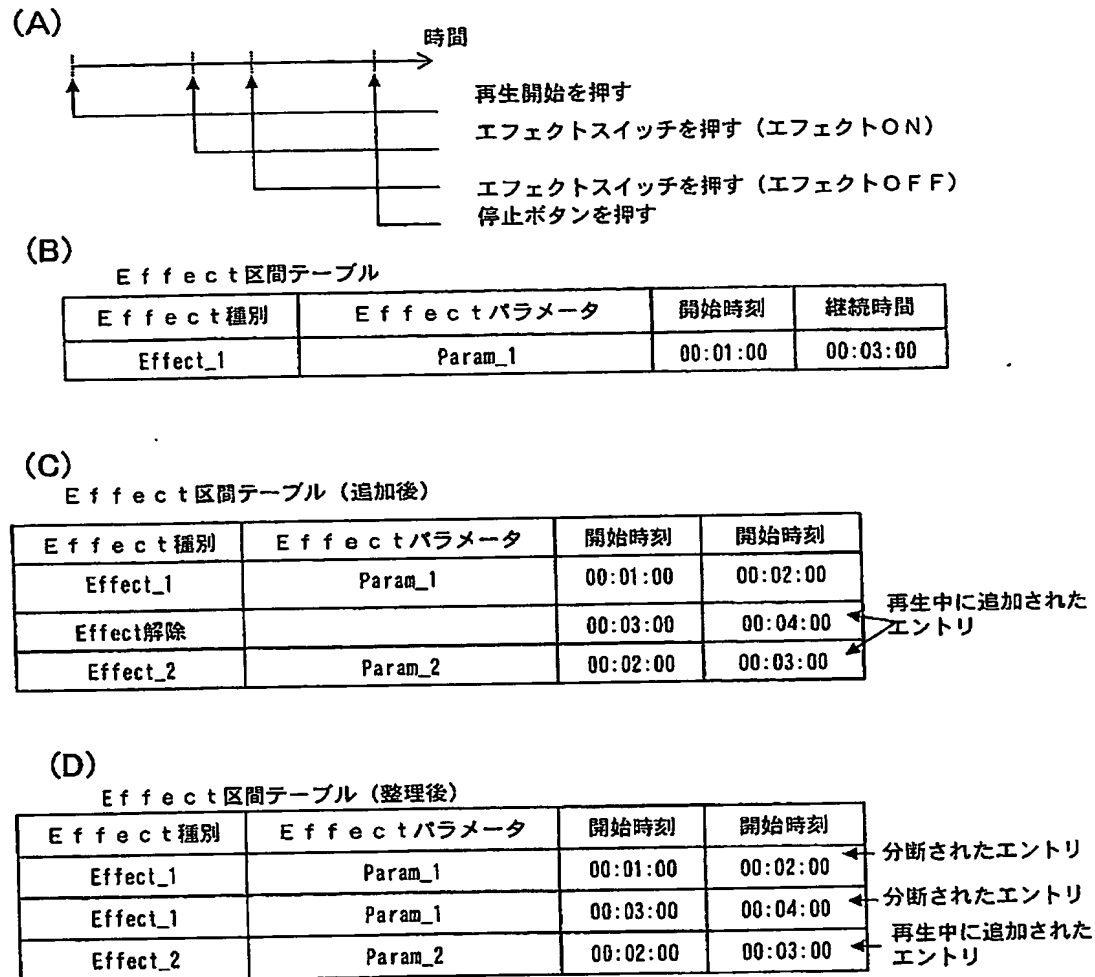 (A)
時間
再生開始を押す
エフェクトスイッチを押す（エフェクトＯＮ）
エフェクトスイッチを押す（エフェクトＯＦＦ）
停止ボタンを押す
(B)
Ｅｆｆｅｃｔ区間テーブル
Ｅｆｆｅｃｔ種別 Ｅｆｆｅｃｔパラメータ 開始時刻 継続時間
Effect_1 Param_1 00:01:00 00:03:00
(C)
Ｅｆｆｅｃｔ区間テーブル（追加後）
Ｅｆｆｅｃｔ種別 Ｅｆｆｅｃｔパラメータ 開始時刻 開始時刻
Effect_1 Param_1 00:01:00 00:02:00
Effect解除 00:03:00 00:04:00
Effect_2 Param_2 00:02:00 00:03:00
再生中に追加された
エントリ
(D)
Ｅｆｆｅｃｔ区間テーブル（整理後）
Ｅｆｆｅｃｔ種別 Ｅｆｆｅｃｔパラメータ 開始時刻 開始時刻
Effect_1 Param_1 00:01:00 00:02:00 分断されたエントリ
Effect_1 Param_1 00:03:00 00:04:00 分断されたエントリ
Effect_2 Param_2 00:02:00 00:03:00 再生中に追加された
エントリ